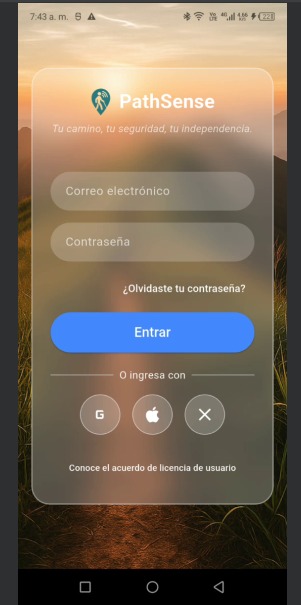 7:43 a. m.
PathSense
Tu camino, tu seguridad, tu independencia.
Correo electrónico
Contraseña
¿Olvidaste tu contraseña?
Entrar
O ingresa con
G
Conoce el acuerdo de licencia de usuario